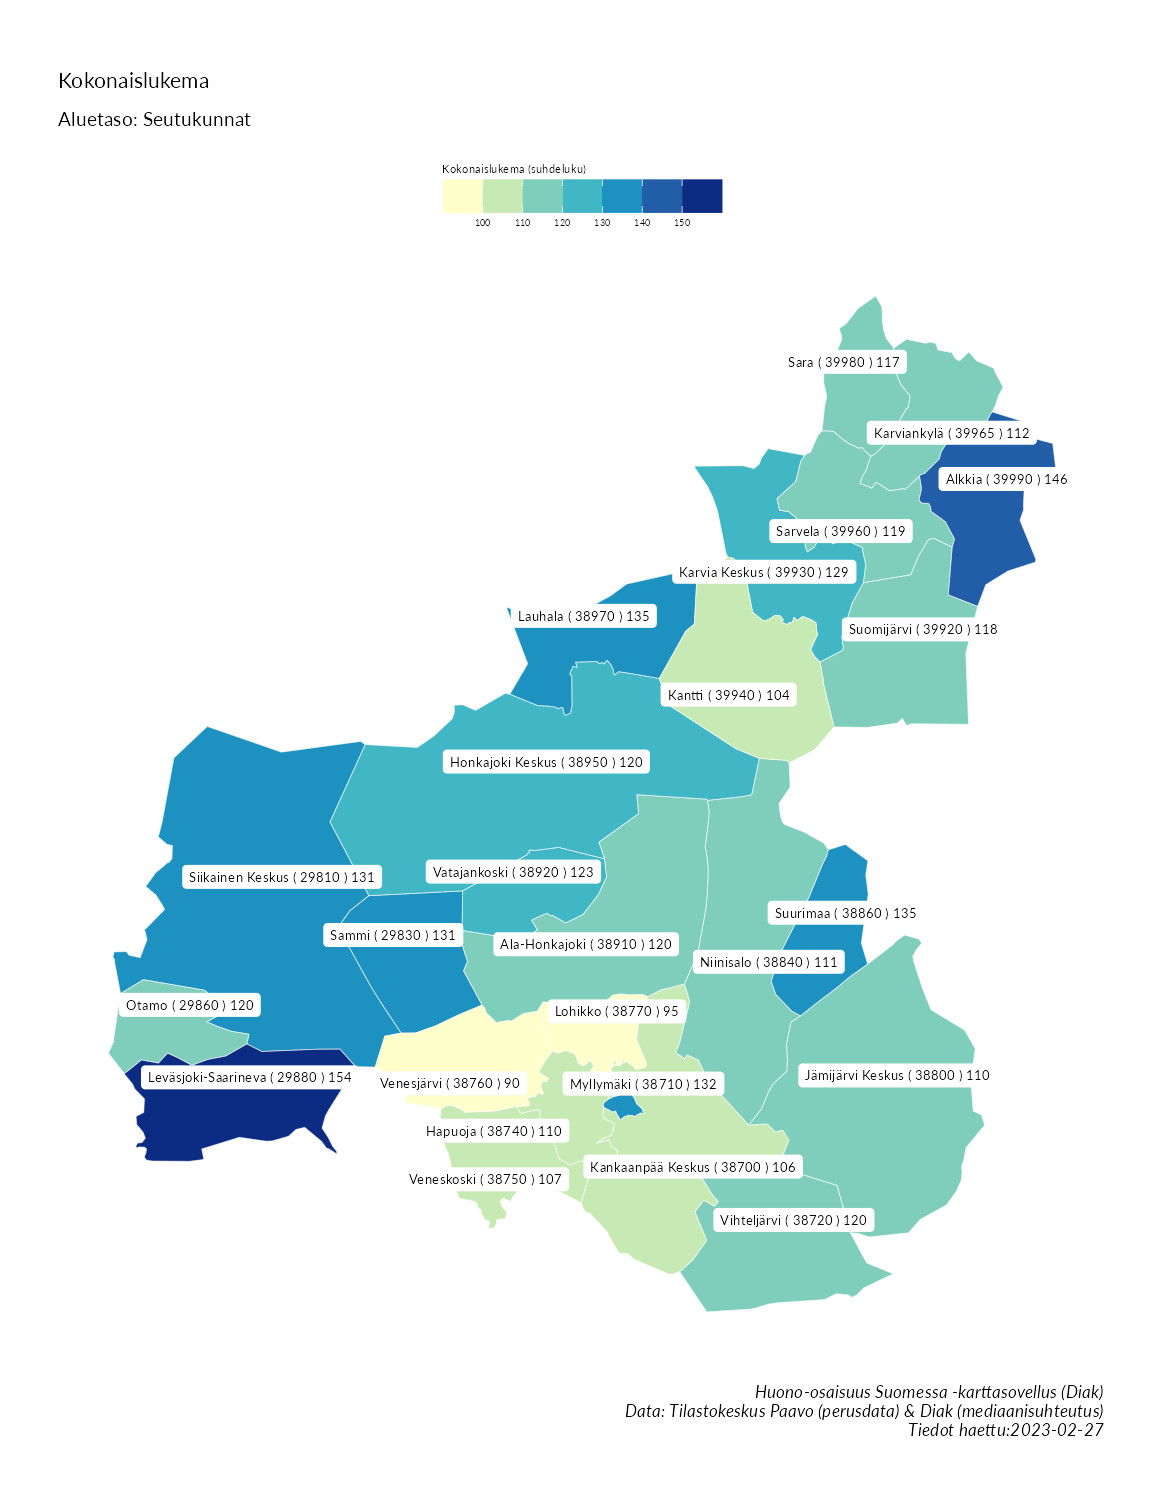 Kokonaislukema
Aluetaso: Seutukunnat
Kokonaislukema (suhdeluku)
100 110 120 130 140 150
Sara ( 39980 ) 117
Karviankylä ( 39965 ) 112
Alkkia ( 39990 ) 146
Sarvela ( 39960 ) 119
Karvia Keskus ( 39930 ) 129
Lauhala ( 38970 ) 135
Suomijärvi ( 39920 ) 118
Kantti ( 39940 ) 104
Honkajoki Keskus ( 38950 ) 120
Vatajankoski ( 38920 ) 123
Siikainen Keskus ( 29810 ) 131
Suurimaa ( 38860 ) 135
Sammi ( 29830 ) 131
Ala-Honkajoki ( 38910 ) 120
Niinisalo ( 38840 ) 111
Otamo ( 29860 ) 120
Lohikko ( 38770 ) 95
Leväsjoki-Saarineva ( 29880 ) 154
Venesjärvi ( 38760 ) 90
Myllymäki ( 38710 ) 132
Jämijärvi Keskus ( 38800 ) 110
Hapuoja ( 38740 ) 110
Kankaanpää Keskus ( 38700 ) 106
Veneskoski ( 38750 ) 107
Vihteljärvi ( 38720 ) 120
Huono-osaisuus Suomessa -karttasovellus (Diak)
Data: Tilastokeskus Paavo (perusdata) & Diak (mediaanisuhteutus)
Tiedot haettu:2023-02-27